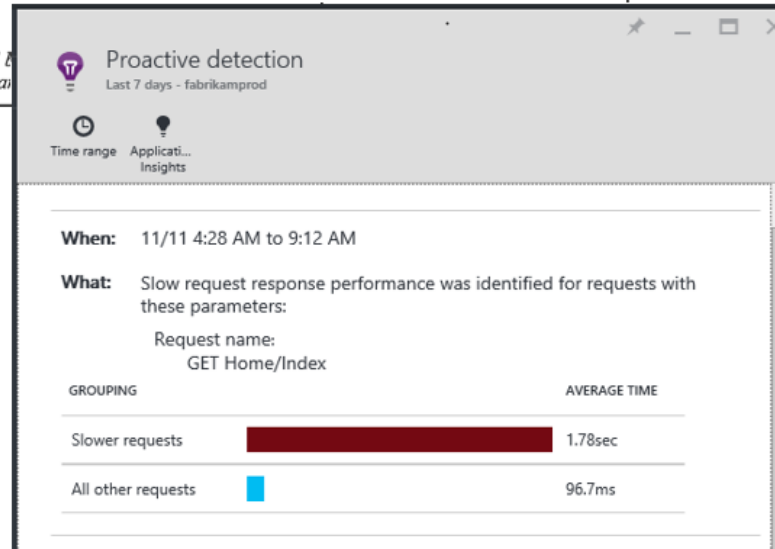 Proactive detection
Last 7 days - fabrikamprod
Time range
Applicati...
Insights
When: 11/11 4:28 AM to 9:12 AM
What: Slow request response performance was identified for requests with
these parameters:
Request name:
GET Home/Index
GROUPING AVERAGE TIME
Slower requests 1.78sec
All other requests 96.7ms